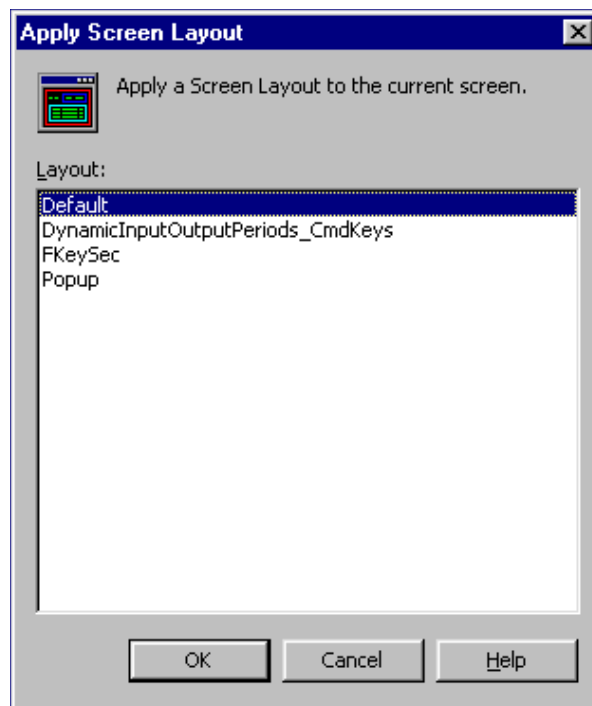 Apply Screen Layout
Apply a Screen Layout to the current screen.
Layout:
Default
DynamicInputOutputPeriods_CmdKeys
FKeySec
Popup
OK
Cancel
Help